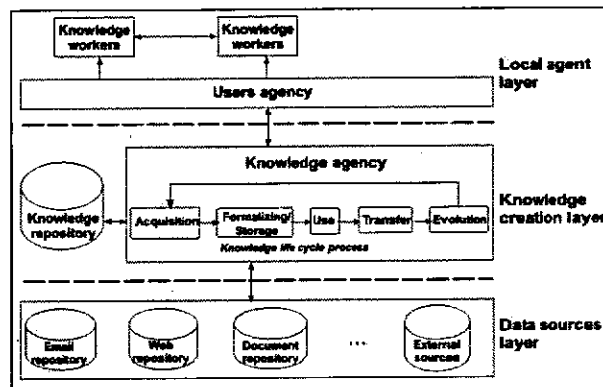 Knowledge
workers
Knowledge
workers
Users agency
Local agent
layer
Knowledge agency
Knowledge
repository
Acquisition
Formalizing/
Storage
Use
Transfer
Evolution
Knowledge life cycle process
Knowledge
creation layer
Email
repository
Web
repository
Document
repository
...
External
sources
Data sources
layer